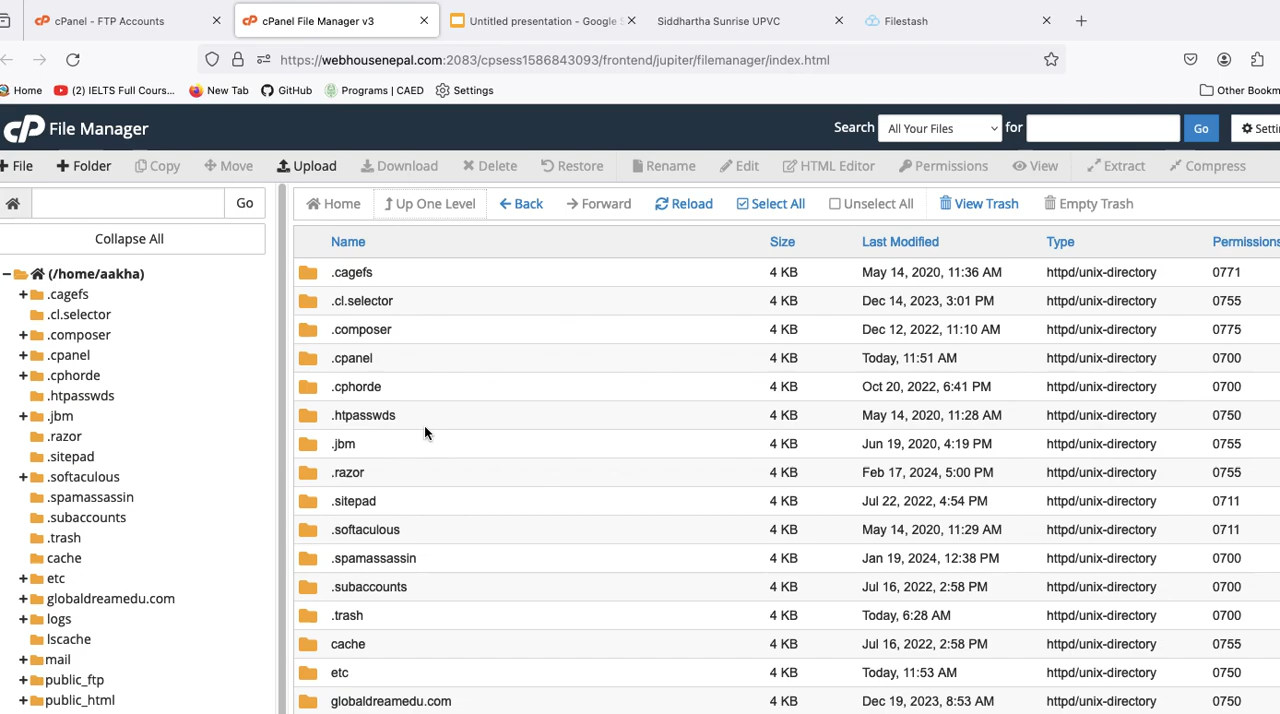 cPanel - FTP Accounts
cPanel File Manager v3
Untitled presentation - Google S
Siddhartha Sunrise UPVC
Filestash
https://webhousenepal.com:2083/cpsess1586843093/frontend/jupiter/filemanager/index.html
Home (2) IELTS Full Cours... New Tab GitHub Programs | CAED Settings Other Bookm
cP File Manager
Search All Your Files for Go Setti
+ File + Folder Copy Move Upload Download Delete Restore Rename Edit HTML Editor Permissions View Extract Compress
Go
Collapse All
(/home/aakha)
.cagefs
.cl.selector
.composer
.cpanel
.cphorde
.htpasswds
.jbm
.razor
.sitepad
.softaculous
.spamassassin
.subaccounts
.trash
cache
etc
globaldreamedu.com
logs
lscache
mail
public_ftp
public_html
Home Up One Level Back Forward Reload Select All Unselect All View Trash Empty Trash
Name Size Last Modified Type Permissions
.cagefs 4 KB May 14, 2020, 11:36 AM httpd/unix-directory 0771
.cl.selector 4 KB Dec 14, 2023, 3:01 PM httpd/unix-directory 0755
.composer 4 KB Dec 12, 2022, 11:10 AM httpd/unix-directory 0775
.cpanel 4 KB Today, 11:51 AM httpd/unix-directory 0700
.cphorde 4 KB Oct 20, 2022, 6:41 PM httpd/unix-directory 0700
.htpasswds 4 KB May 14, 2020, 11:28 AM httpd/unix-directory 0750
.jbm 4 KB Jun 19, 2020, 4:19 PM httpd/unix-directory 0755
.razor 4 KB Feb 17, 2024, 5:00 PM httpd/unix-directory 0755
.sitepad 4 KB Jul 22, 2022, 4:54 PM httpd/unix-directory 0711
.softaculous 4 KB May 14, 2020, 11:29 AM httpd/unix-directory 0711
.spamassassin 4 KB Jan 19, 2024, 12:38 PM httpd/unix-directory 0700
.subaccounts 4 KB Jul 16, 2022, 2:58 PM httpd/unix-directory 0700
.trash 4 KB Today, 6:28 AM httpd/unix-directory 0700
cache 4 KB Jul 16, 2022, 2:58 PM httpd/unix-directory 0755
etc 4 KB Today, 11:53 AM httpd/unix-directory 0750
globaldreamedu.com 4 KB Dec 19, 2023, 8:53 AM httpd/unix-directory 0750